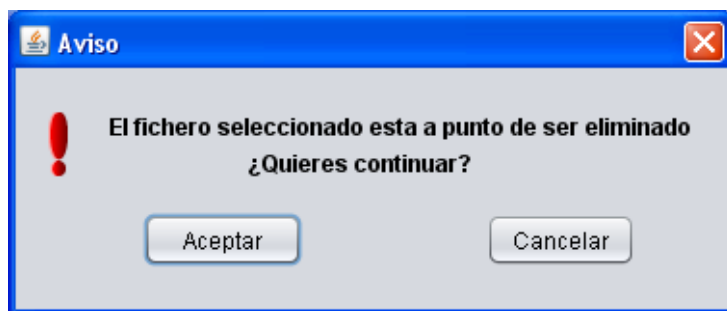 Aviso
El fichero seleccionado esta a punto de ser eliminado
¿Quieres continuar?
Aceptar Cancelar